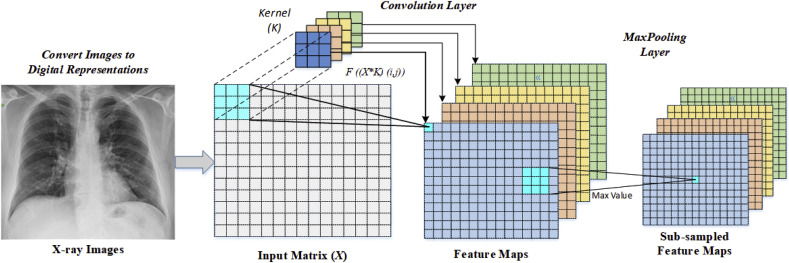 Convert Images to
Digital Representations
X-ray Images
Kernel
(K)
Convolution Layer
F ((X*K) (i,j))
Input Matrix (X)
Feature Maps
MaxPooling
Layer
Max Value
Sub-sampled
Feature Maps